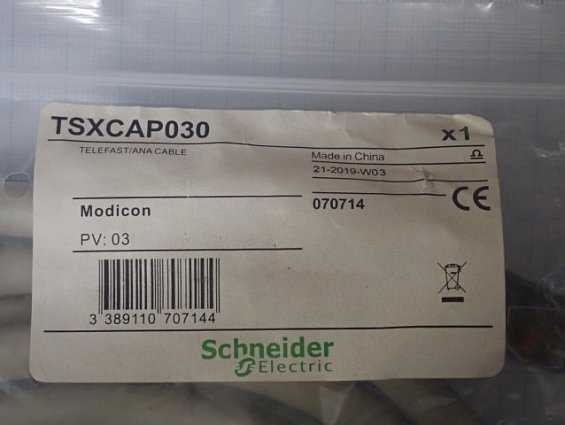 TSXCAP030
x1
TELEFAST/ANA CABLE
Made in China
Ω
21-2019-W03
Modicon
070714
CE
PV: 03
3 389110 707144
Schneider
Electric